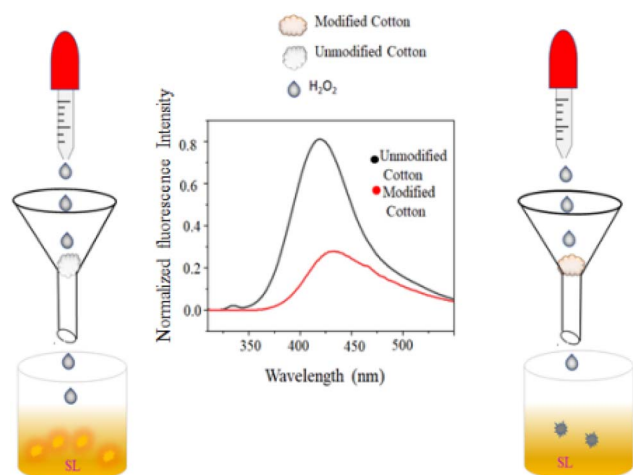 Modified Cotton
Unmodified Cotton
H₂O₂
Normalized fluorescence Intensity
0.8
0.6
0.4
0.2
0.0
Unmodified
Cotton
Modified
Cotton
350
400
450
500
Wavelength (nm)
SL
SL